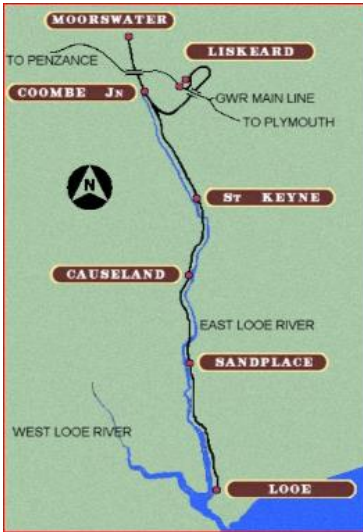 MOORSWATER
LISKEARD
TO PENZANCE
COOMBE JN
GWR MAIN LINE
TO PLYMOUTH
N
ST KEYNE
CAUSELAND
EAST LOOE RIVER
SANDPLACE
WEST LOOE RIVER
LOOE